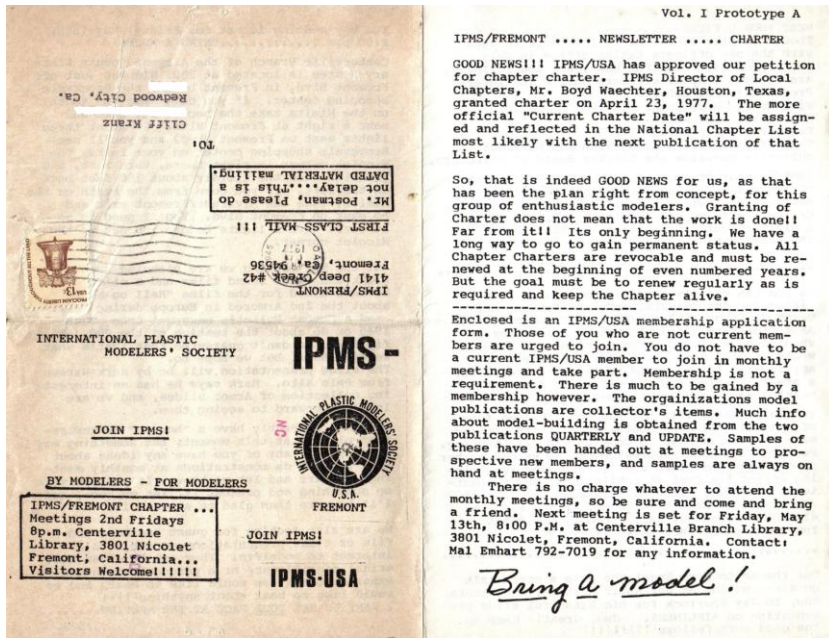 IPMS/FREMONT
4141 Deep Creek #42
Fremont, Ca. 94536
FIRST CLASS MAIL !!!
Mr. Postman, Please do
not delay....This is a
DATED MATERIAL mailing.
TO:
Cliff Kranz
Redwood City, Ca.
USA 13c
INTERNATIONAL PLASTIC
MODELERS' SOCIETY
IPMS-
JOIN IPMS!
NC
INTERNATIONAL PLASTIC MODELERS' SOCIETY
U.S.A.
FREMONT
BY MODELERS - FOR MODELERS
IPMS/FREMONT CHAPTER ...
Meetings 2nd Fridays
8p.m. Centerville
Library, 3801 Nicolet
Fremont, California...
Visitors Welcome!!!!!!
JOIN IPMS!
IPMS-USA
Vol. I Prototype A
IPMS/FREMONT ..... NEWSLETTER ..... CHARTER
GOOD NEWS!!! IPMS/USA has approved our petition
for chapter charter. IPMS Director of Local
Chapters, Mr. Boyd Waechter, Houston, Texas,
granted charter on April 23, 1977. The more
official "Current Charter Date" will be assign-
ed and reflected in the National Chapter List
most likely with the next publication of that
List.
So, that is indeed GOOD NEWS for us, as that
has been the plan right from concept, for this
group of enthusiastic modelers. Granting of
Charter does not mean that the work is done!!
Far from it!! Its only beginning. We have a
long way to go to gain permanent status. All
Chapter Charters are revocable and must be re-
newed at the beginning of even numbered years.
But the goal must be to renew regularly as is
required and keep the Chapter alive.
Enclosed is an IPMS/USA membership application
form. Those of you who are not current mem-
bers are urged to join. You do not have to be
a current IPMS/USA member to join in monthly
meetings and take part. Membership is not a
requirement. There is much to be gained by a
membership however. The orgainizations model
publications are collector's items. Much info
about model-building is obtained from the two
publications QUARTERLY and UPDATE. Samples of
these have been handed out at meetings to pro-
spective new members, and samples are always on
hand at meetings.
There is no charge whatever to attend the
monthly meetings, so be sure and come and bring
a friend. Next meeting is set for Friday, May
13th, 8:00 P.M. at Centerville Branch Library,
3801 Nicolet, Fremont, California. Contact:
Mal Emhart 792-7019 for any information.
Bring A model!